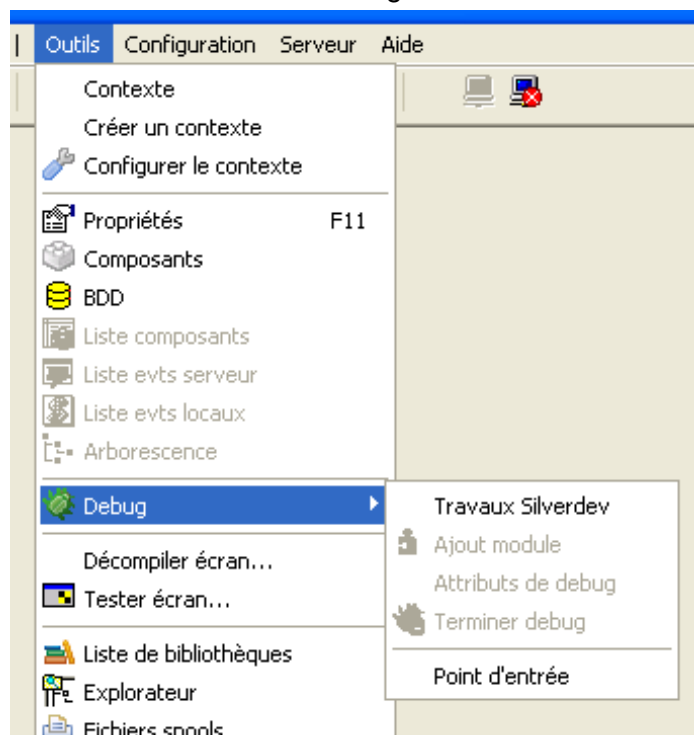 Outils Configuration Serveur Aide
Contexte
Créer un contexte
Configurer le contexte
Propriétés F11
Composants
BDD
Liste composants
Liste evts serveur
Liste evts locaux
Arborescence
Debug
Travaux Silverdev
Ajout module
Attributs de debug
Terminer debug
Point d'entrée
Décompiler écran...
Tester écran...
Liste de bibliothèques
Explorateur
Fichiers spools